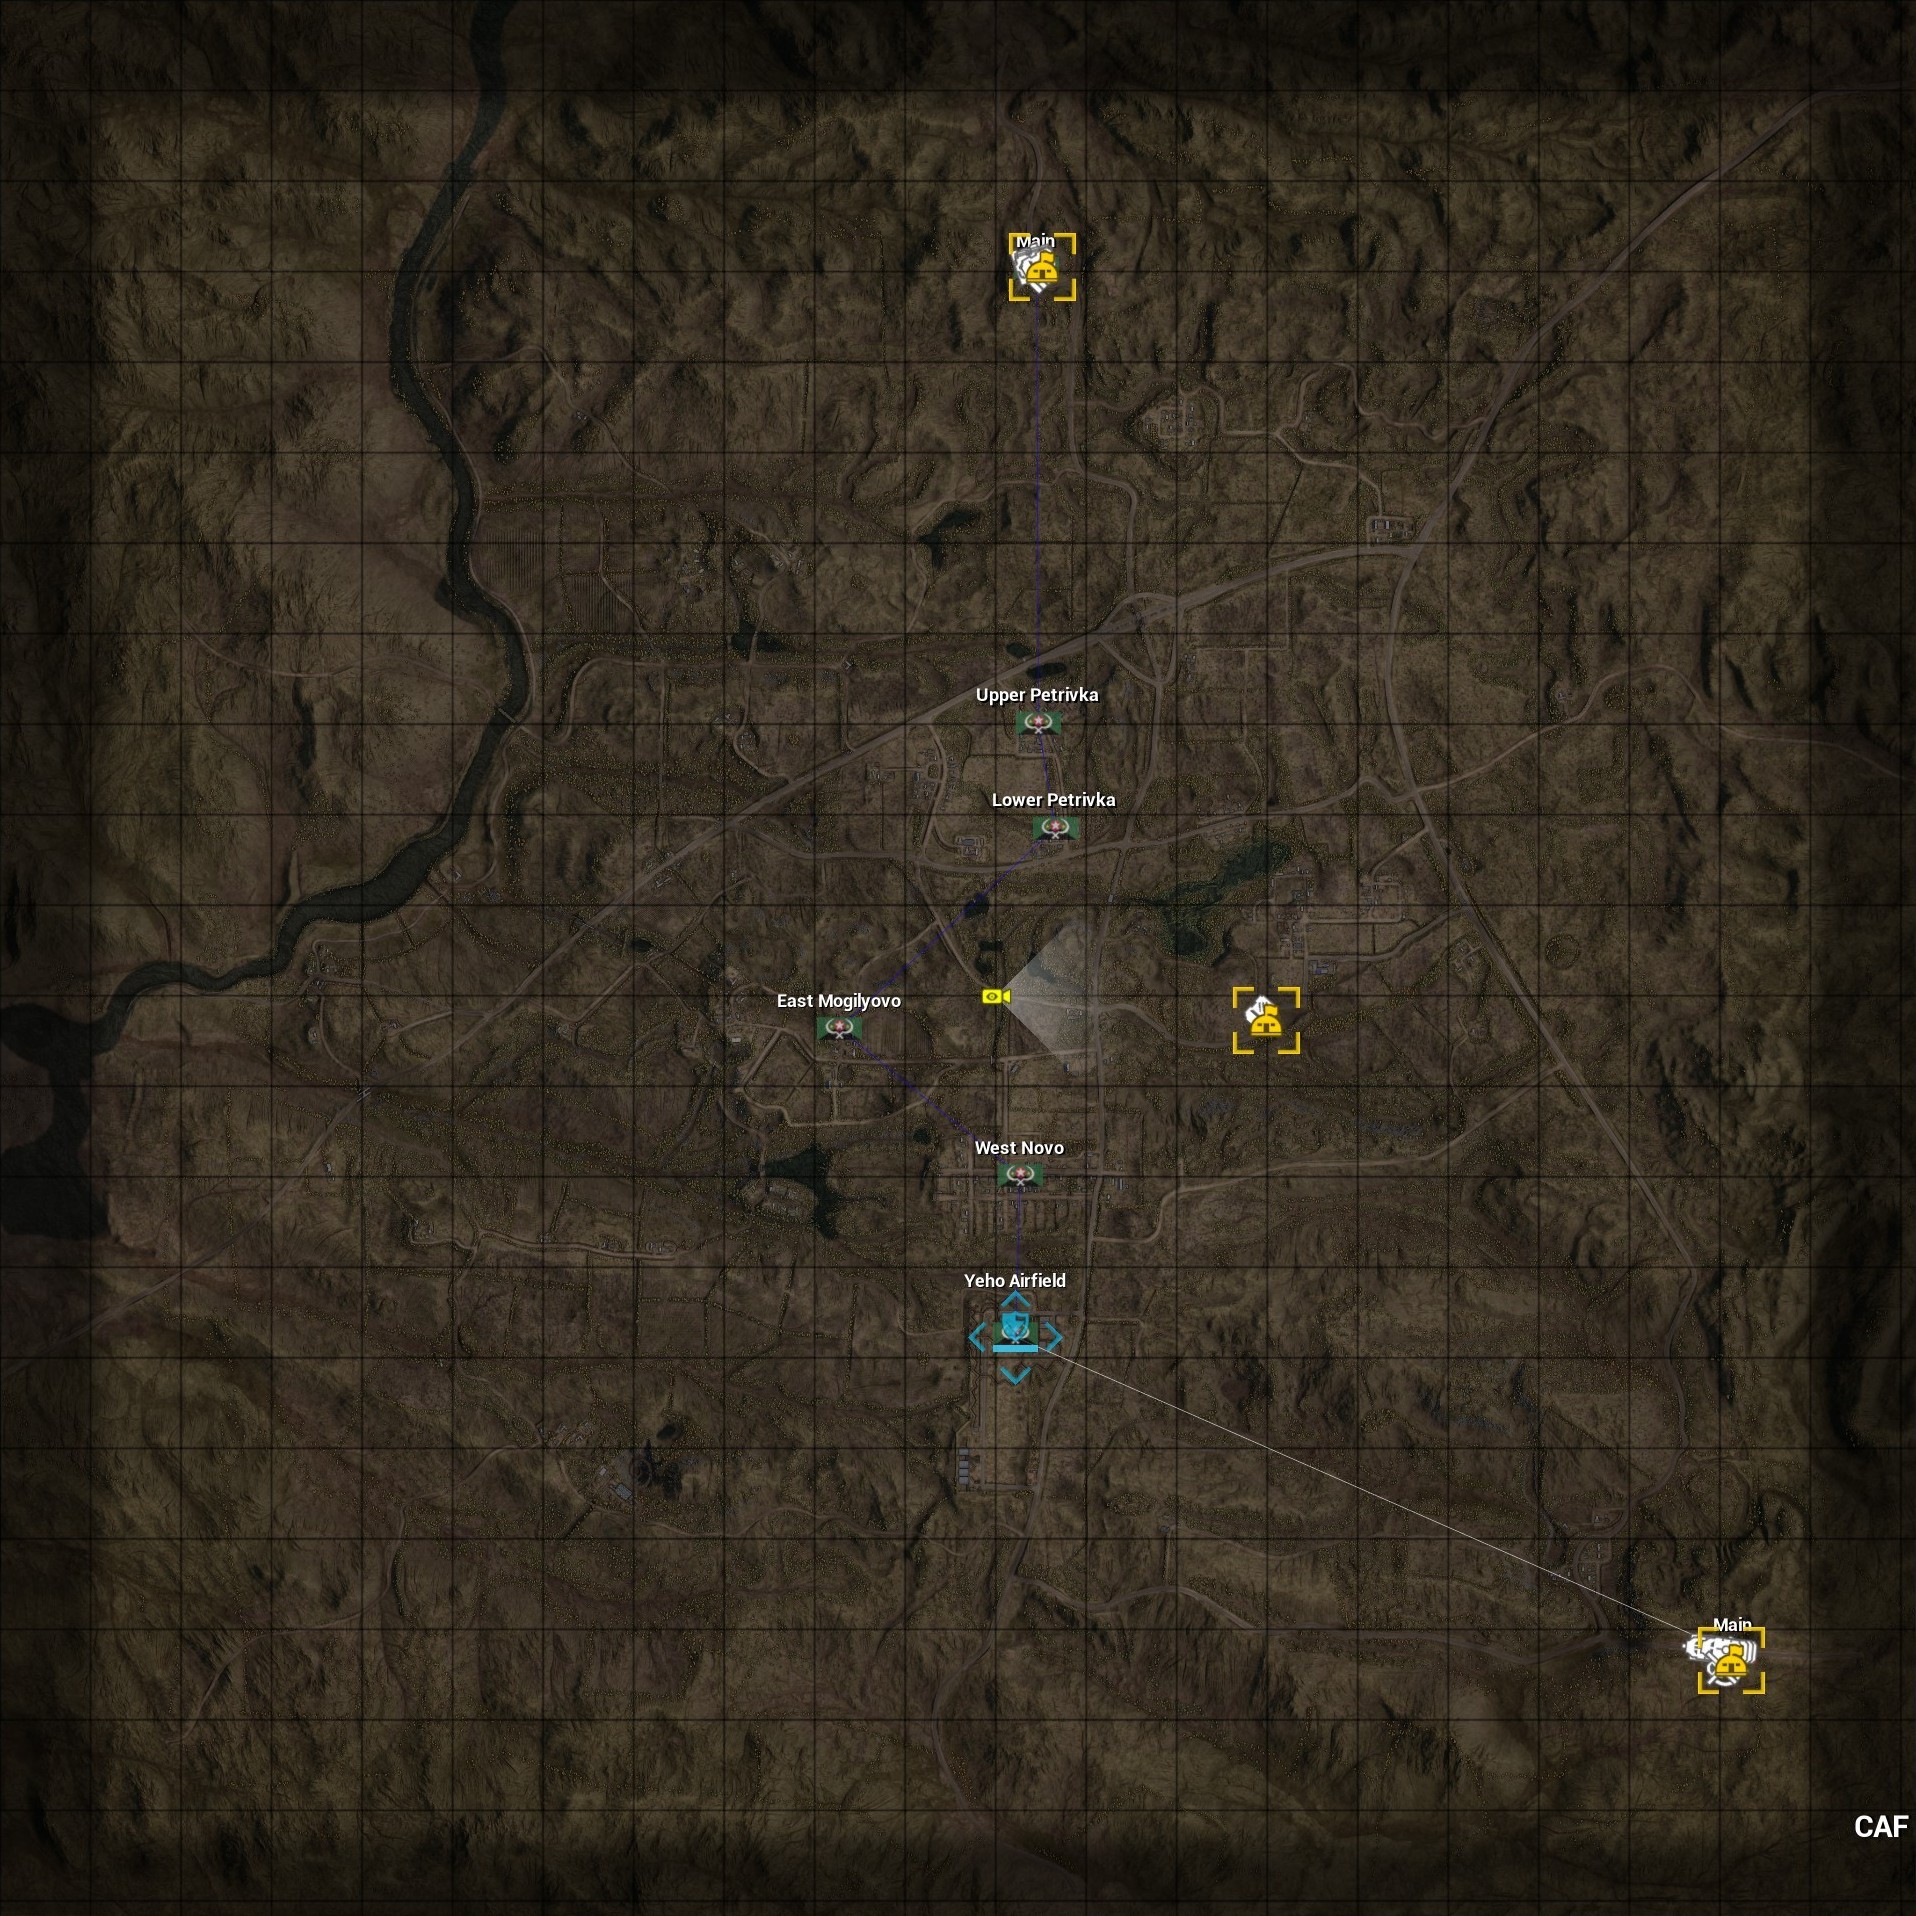 Main
Upper Petrivka
Lower Petrivka
East Mogilyovo
West Novo
Yeho Airfield
Main
CAF